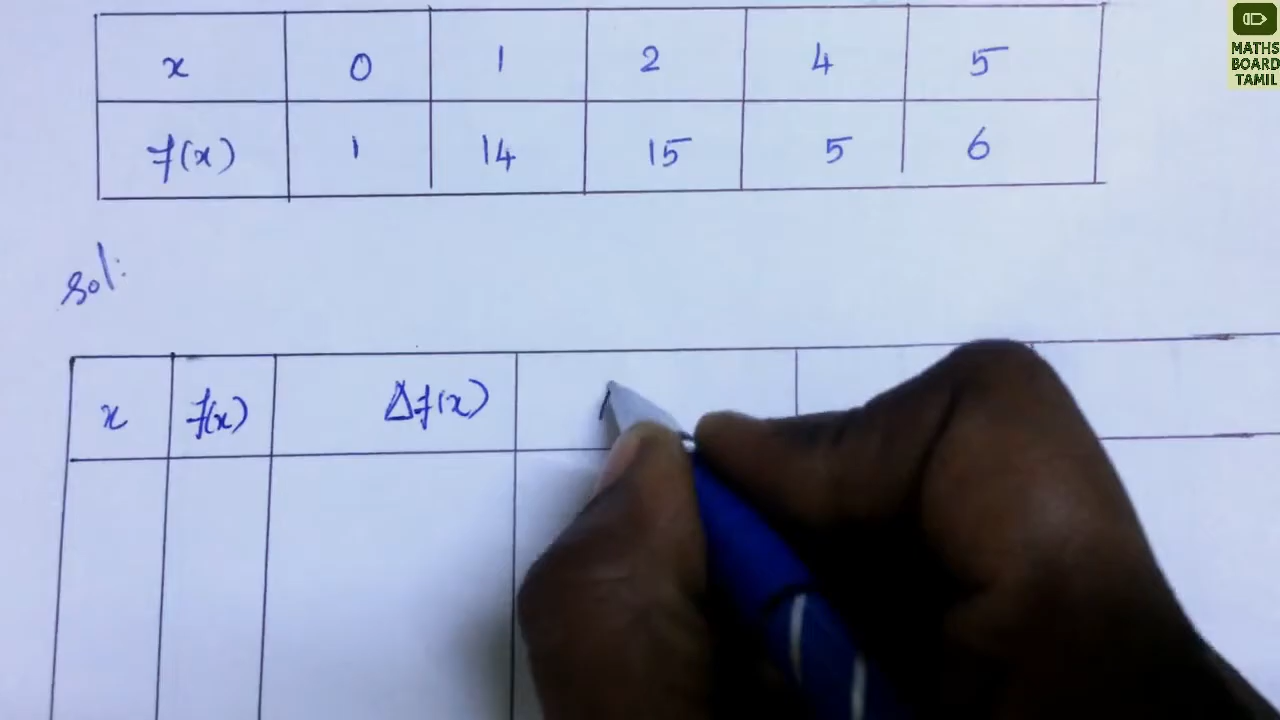 x 0 1 2 4 5
f(x) 1 14 15 5 6
sol:
x f(x) Δf(x)
MATHS
BOARD
TAMIL